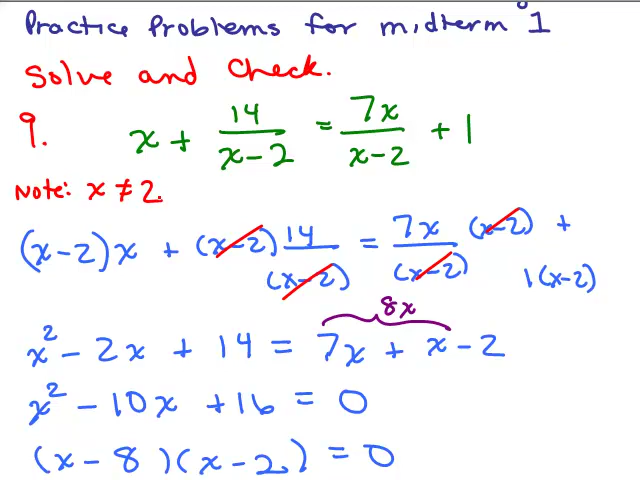 Practice Problems for midterm 1
Solve and Check.
9. x + 14/(x-2) = 7x/(x-2) + 1
Note: x ≠ 2.
(x-2)x + (x-2) 14/(x-2) = 7x/(x-2) (x-2) +
1(x-2)
8x
x² - 2x + 14 = 7x + x - 2
x² - 10x + 16 = 0
(x - 8)(x - 2) = 0